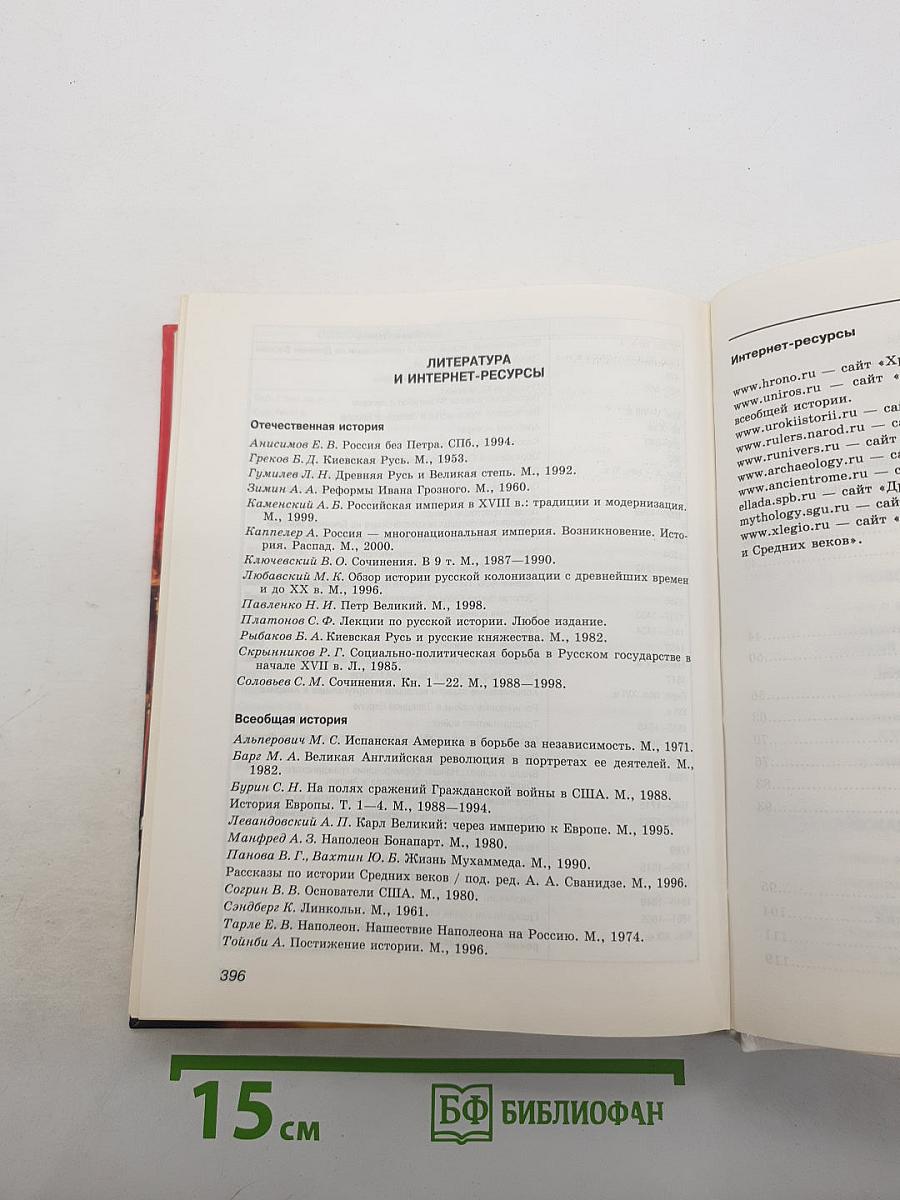 ЛИТЕРАТУРА
И ИНТЕРНЕТ-РЕСУРСЫ
Отечественная история
Анисимов Е. В. Россия без Петра. СПб., 1994.
Греков Б. Д. Киевская Русь. М., 1953.
Гумилев Л. Н. Древняя Русь и Великая степь. М., 1992.
Зимин А. А. Реформы Ивана Грозного. М., 1960.
Каменский А. Б. Российская империя в XVIII в.: традиции и модернизация.
М., 1999.
Каппелер А. Россия — многонациональная империя. Возникновение. Исто-
рия. Распад. М., 2000.
Ключевский В. О. Сочинения. В 9 т. М., 1987—1990.
Любавский М. К. Обзор истории русской колонизации с древнейших времен
и до XX в. М., 1996.
Павленко Н. И. Петр Великий. М., 1998.
Платонов С. Ф. Лекции по русской истории. Любое издание.
Рыбаков Б. А. Киевская Русь и русские княжества. М., 1982.
Скрынников Р. Г. Социально-политическая борьба в Русском государстве в
начале XVII в. Л., 1985.
Соловьев С. М. Сочинения. Кн. 1—22. М., 1988—1998.
Всеобщая история
Альперович М. С. Испанская Америка в борьбе за независимость. М., 1971.
Барг М. А. Великая Английская революция в портретах ее деятелей. М.,
1982.
Бурин С. Н. На полях сражений Гражданской войны в США. М., 1988.
История Европы. Т. 1—4. М., 1988—1994.
Левандовский А. П. Карл Великий: через империю к Европе. М., 1995.
Манфред А. З. Наполеон Бонапарт. М., 1980.
Панова В. Г., Вахтин Ю. Б. Жизнь Мухаммеда. М., 1990.
Рассказы по истории Средних веков / под. ред. А. А. Сванидзе. М., 1996.
Согрин В. В. Основатели США. М., 1980.
Сэндберг К. Линкольн. М., 1961.
Тарле Е. В. Наполеон. Нашествие Наполеона на Россию. М., 1974.
Тойнби А. Постижение истории. М., 1996.
396
Интернет-ресурсы
www.hrono.ru — сайт «Хр
www.uniros.ru — сайт «
всеобщей истории.
www.urokiistorii.ru — сай
www.rulers.narod.ru — са
www.runivers.ru — сайт
www.archaeology.ru — са
www.ancientrome.ru — с
ellada.spb.ru — сайт «Др
mythology.sgu.ru — сай
www.xlegio.ru — сайт «
и Средних веков».
15 см
БФ БИБЛИОФАН